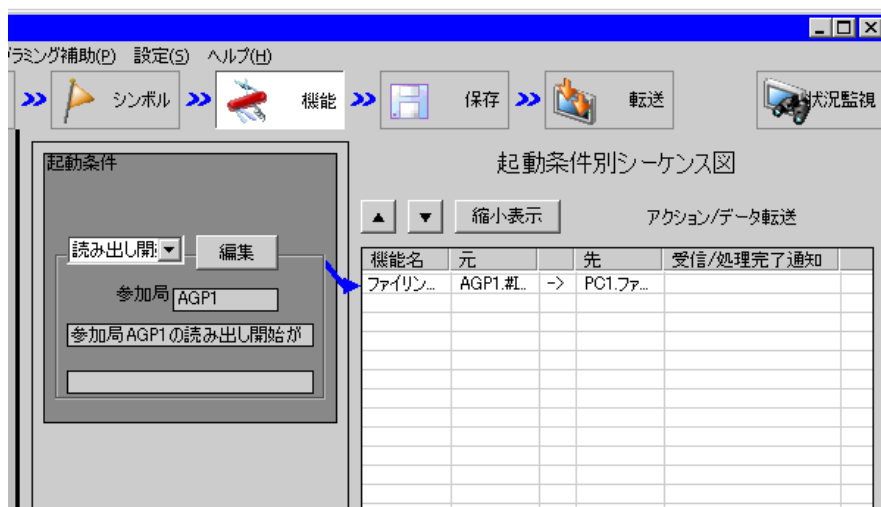 ラミング補助(P) 設定(S) ヘルプ(H)
シンボル 機能 保存 転送 状況監視
起動条件
読み出し開 編集
参加局 AGP1
参加局AGP1の読み出し開始が
起動条件別シーケンス図
▲ ▼ 縮小表示 アクション/データ転送
機能名 元 先 受信/処理完了通知
ファイリン... AGP1.#I... -> PC1.ファ...